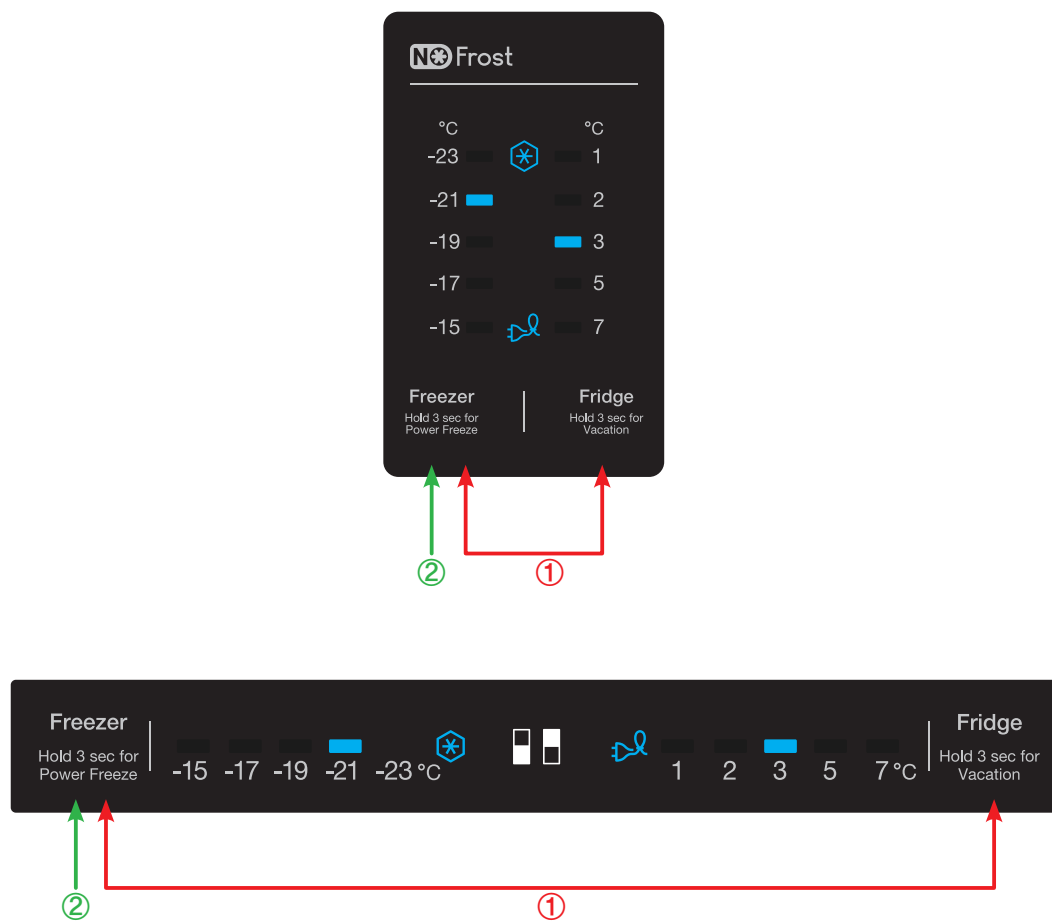 NO Frost
°C °C
-23 1
-21 2
-19 3
-17 5
-15 7
Freezer Fridge
Hold 3 sec for Hold 3 sec for
Power Freeze Vacation
② ①
Freezer Fridge
Hold 3 sec for Hold 3 sec for
Power Freeze -15 -17 -19 -21 -23 °C 1 2 3 5 7 °C Vacation
② ①